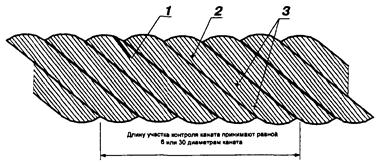 1 2 3
Длину участка контроля каната принимают равной
6 или 30 диаметрам каната